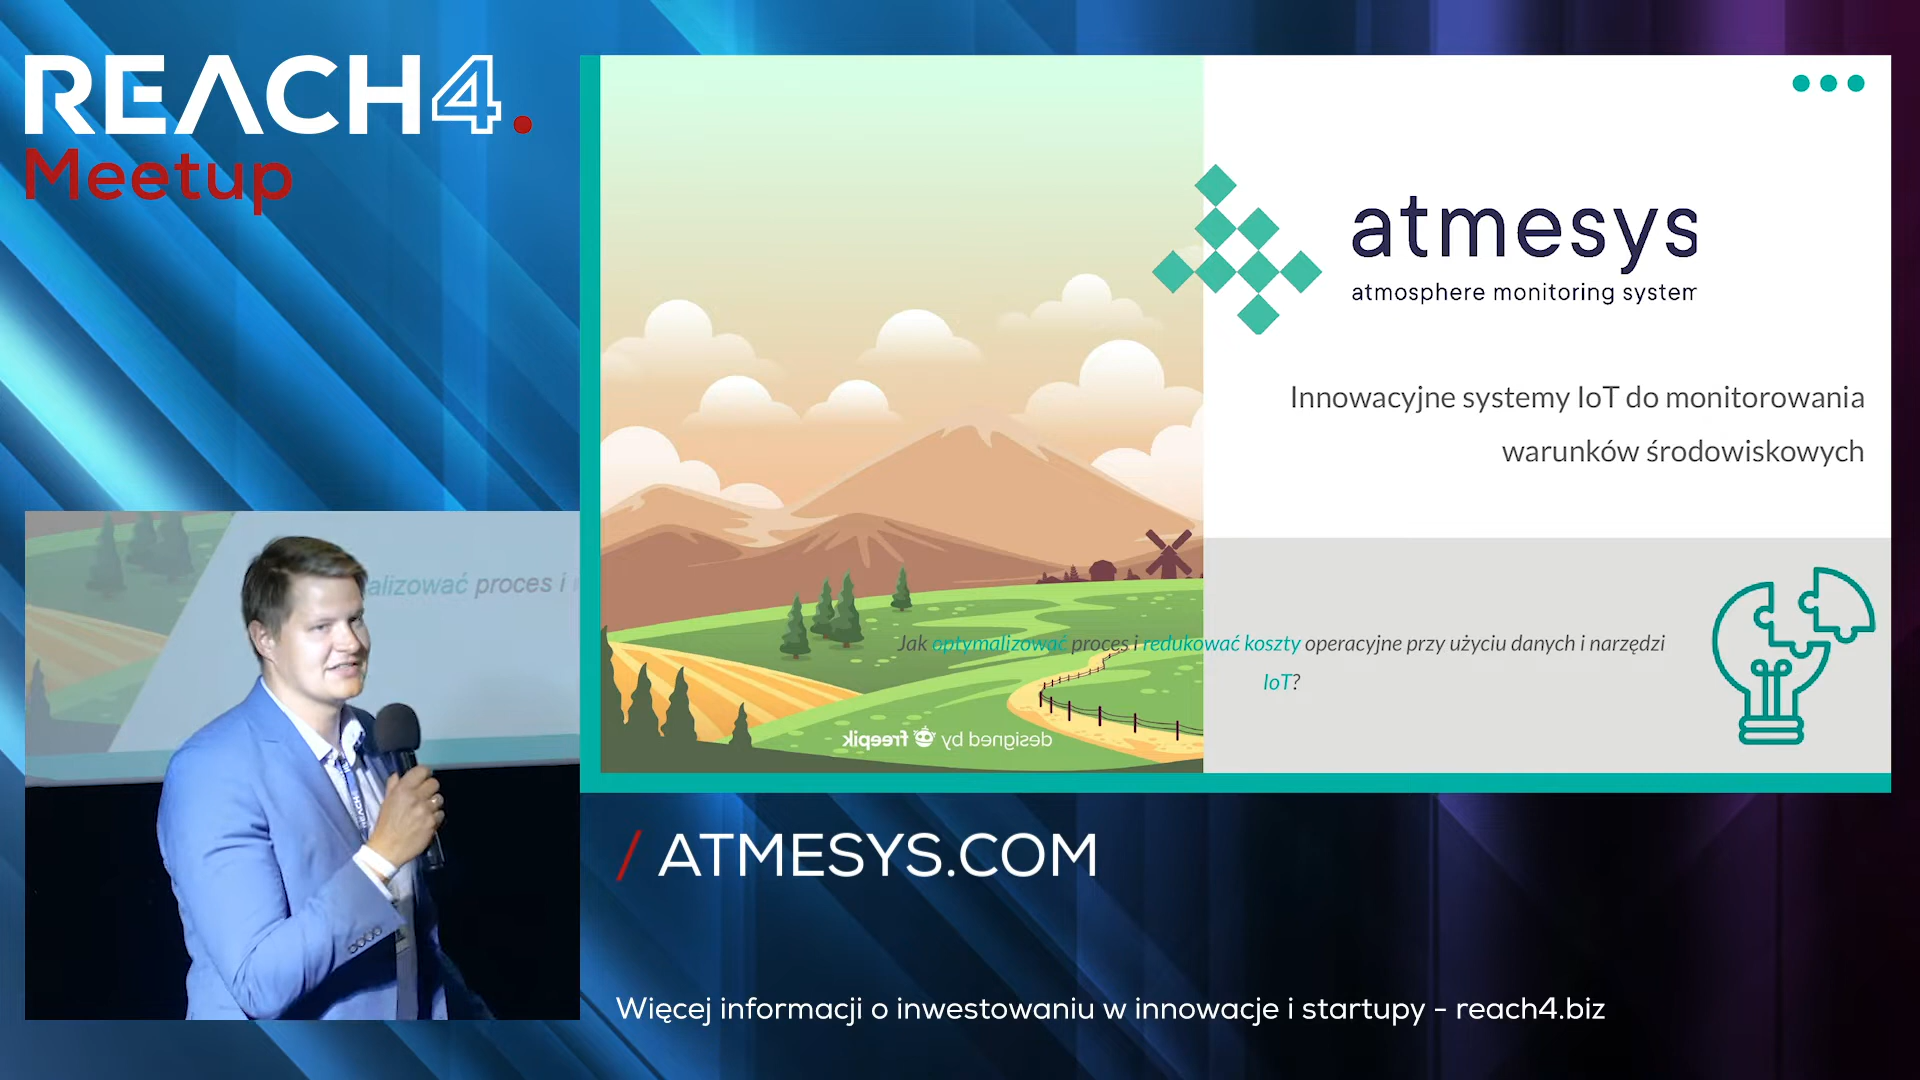 REACH4.
Meetup
atmesys
atmosphere monitoring system
Innowacyjne systemy IoT do monitorowania
warunków środowiskowych
Jak optymalizować proces i redukować koszty operacyjne przy użyciu danych i narzędzi
IoT?
designed by freepik
alizować proces i
/ ATMESYS.COM
Więcej informacji o inwestowaniu w innowacje i startupy - reach4.biz